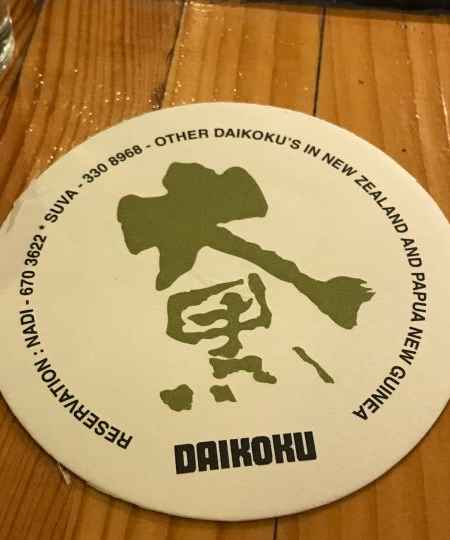 RESERVATION : NADI - 670 3622 * SUVA - 330 8968 - OTHER DAIKOKU'S IN NEW ZEALAND AND PAPUA NEW GUINEA
大黒
DAIKOKU